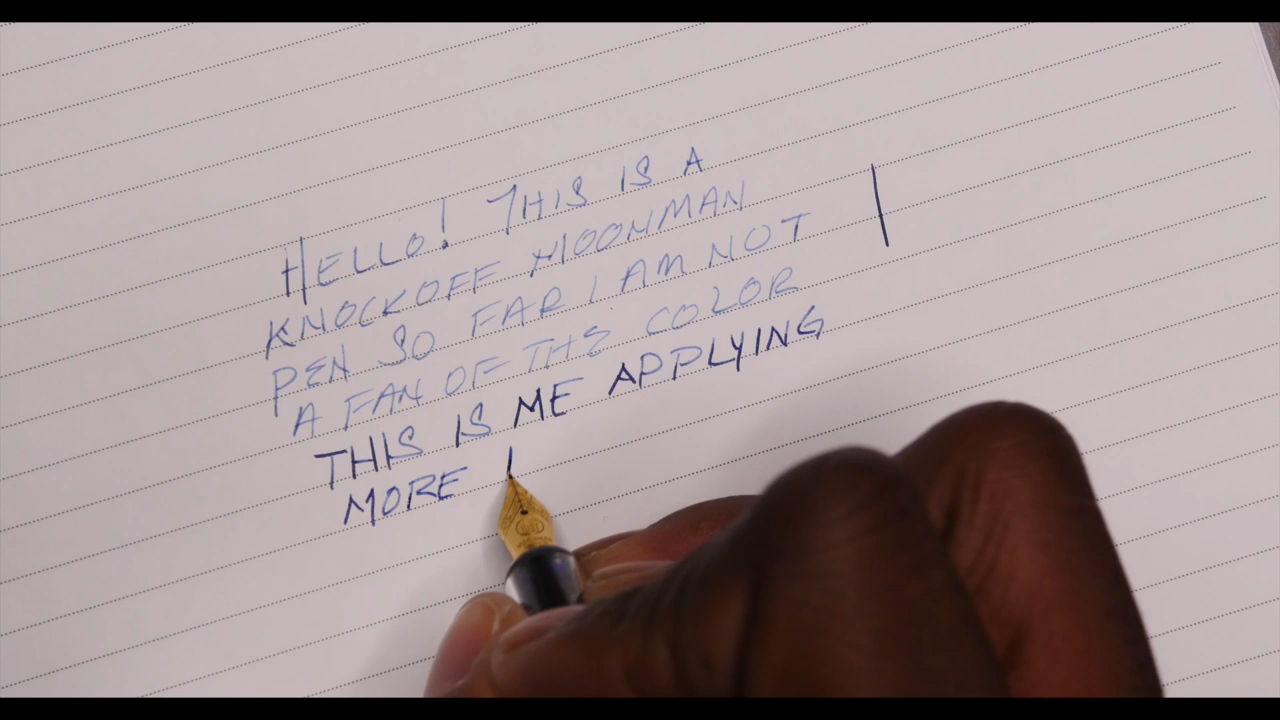 HELLO! THIS IS A
KNOCKOFF MOONMAN
PEN SO FAR I AM NOT
A FAN OF THE COLOR
THIS IS ME APPLYING
MORE